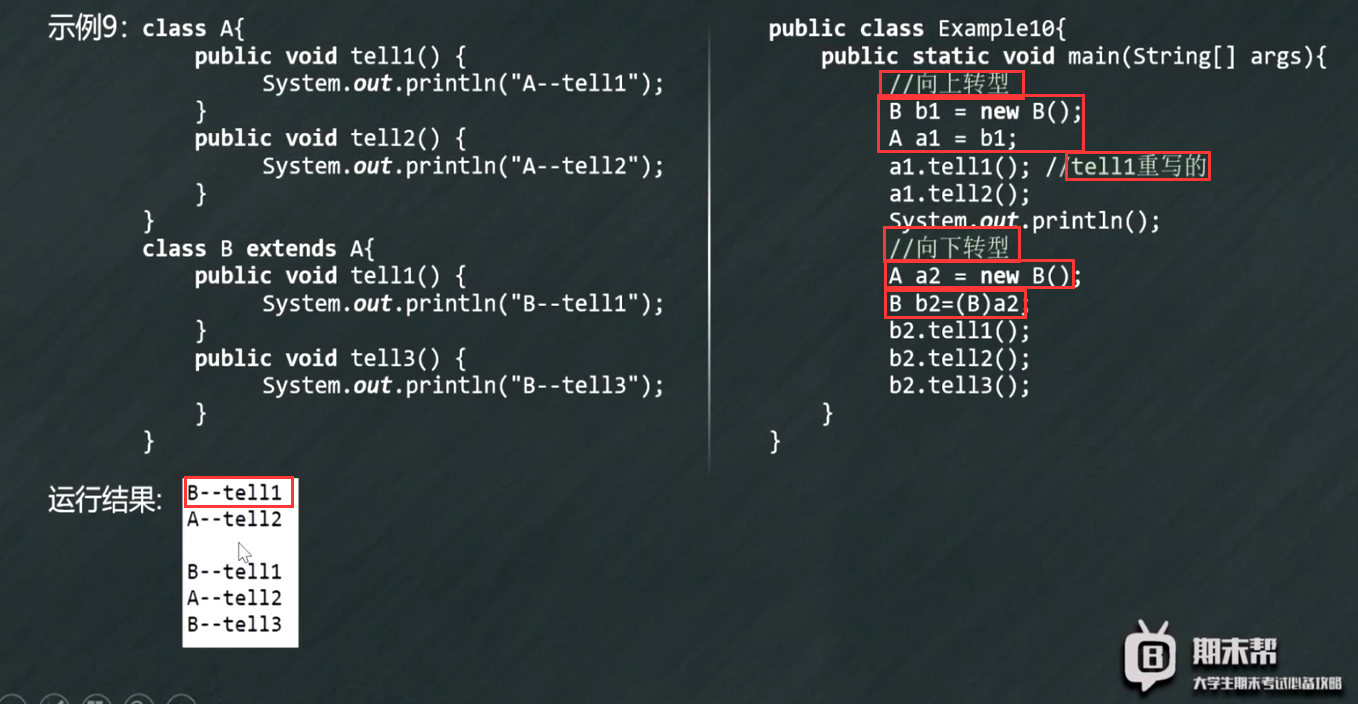 示例9：class A{
public void tell1() {
System.out.println("A--tell1");
}
public void tell2() {
System.out.println("A--tell2");
}
}
class B extends A{
public void tell1() {
System.out.println("B--tell1");
}
public void tell3() {
System.out.println("B--tell3");
}
}
public class Example10{
public static void main(String[] args){
//向上转型
B b1 = new B();
A a1 = b1;
a1.tell1(); //tell1重写的
a1.tell2();
System.out.println();
//向下转型
A a2 = new B();
B b2=(B)a2;
b2.tell1();
b2.tell2();
b2.tell3();
}
}
运行结果:
B--tell1
A--tell2
B--tell1
A--tell2
B--tell3
B 期末帮
大学生期末考试必备攻略